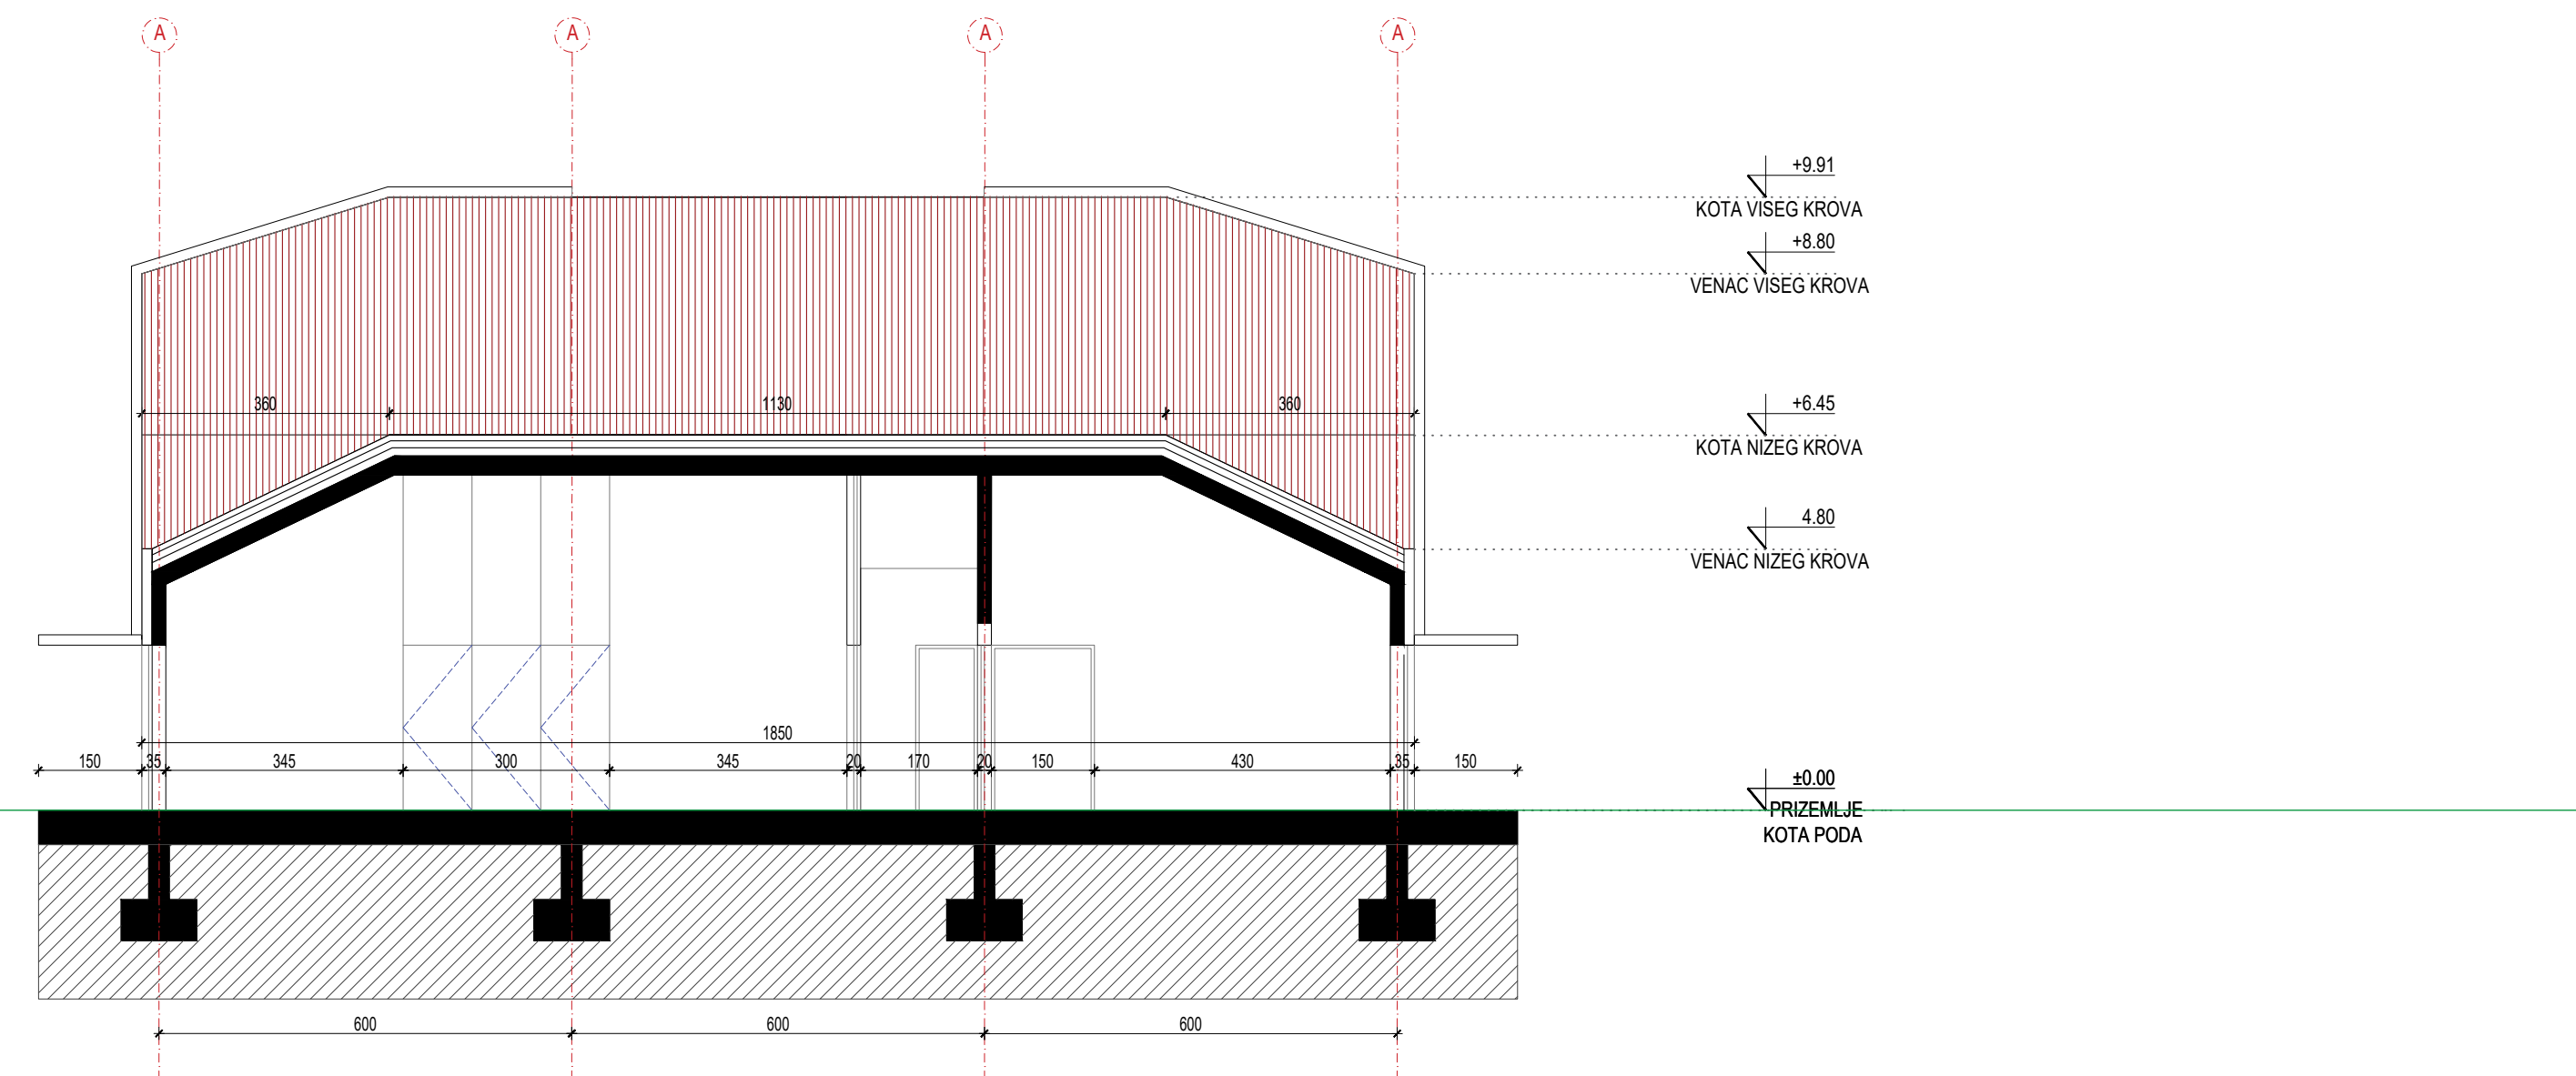 A A A A
+9.91
KOTA VISEG KROVA
+8.80
VENAC VISEG KROVA
360 1130 360
+6.45
KOTA NIZEG KROVA
4.80
VENAC NIZEG KROVA
1850
150 35 345 300 345 20 170 20 150 430 35 150
±0.00
PRIZEMLJE
KOTA PODA
600 600 600